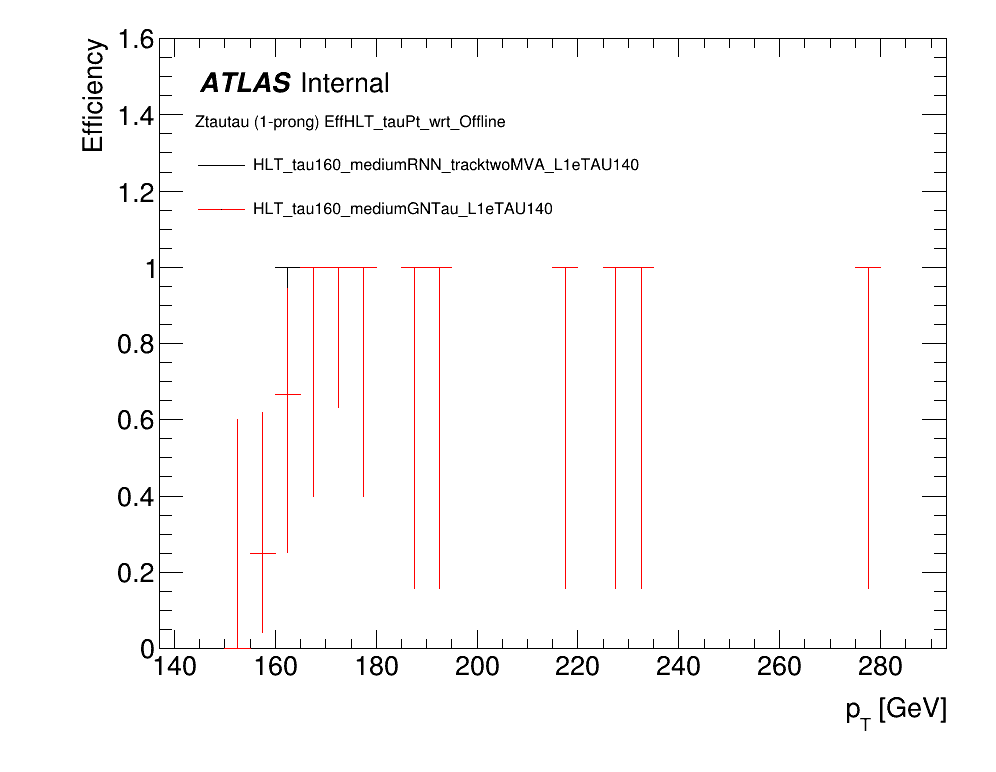 Efficiency
1.6
1.4
1.2
1
0.8
0.6
0.4
0.2
0
ATLAS Internal
Ztautau (1-prong) EffHLT_tauPt_wrt_Offline
HLT_tau160_mediumRNN_tracktwoMVA_L1eTAU140
HLT_tau160_mediumGNTau_L1eTAU140
140 160 180 200 220 240 260 280
pT [GeV]